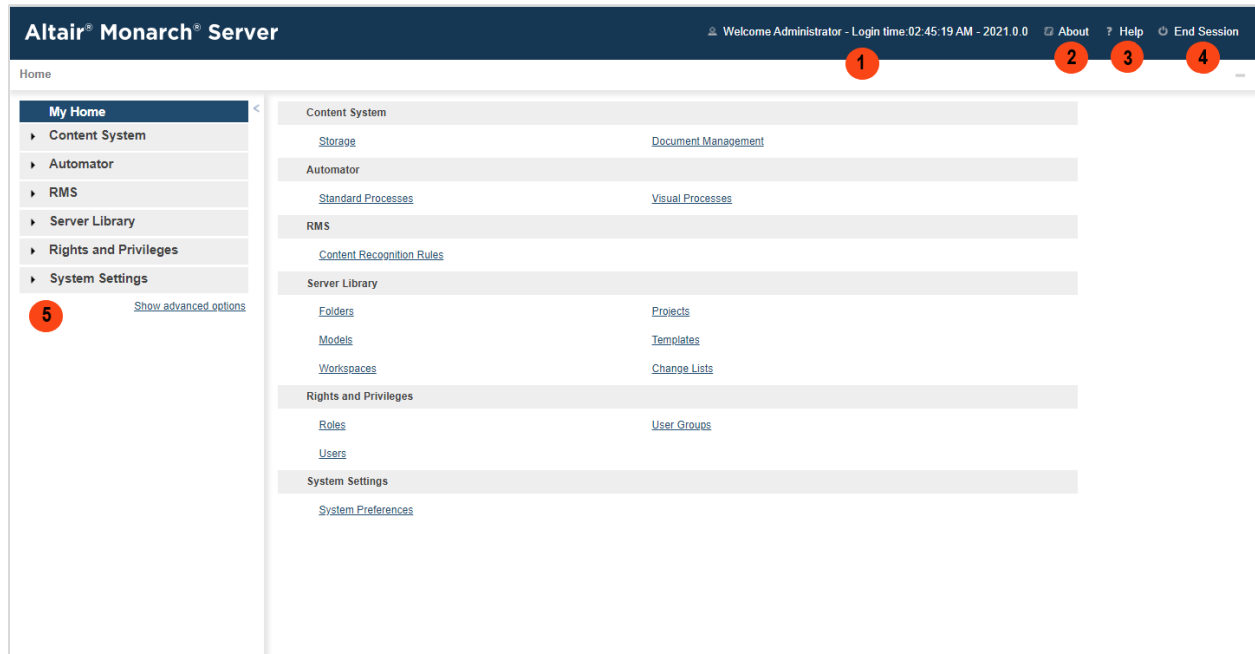 Altair® Monarch® Server
Welcome Administrator - Login time:02:45:19 AM - 2021.0.0
About
? Help
End Session
1
2
3
4
Home
My Home
<
Content System
Automator
RMS
Server Library
Rights and Privileges
System Settings
Show advanced options
5
Content System
Storage
Document Management
Automator
Standard Processes
Visual Processes
RMS
Content Recognition Rules
Server Library
Folders
Projects
Models
Templates
Workspaces
Change Lists
Rights and Privileges
Roles
User Groups
Users
System Settings
System Preferences